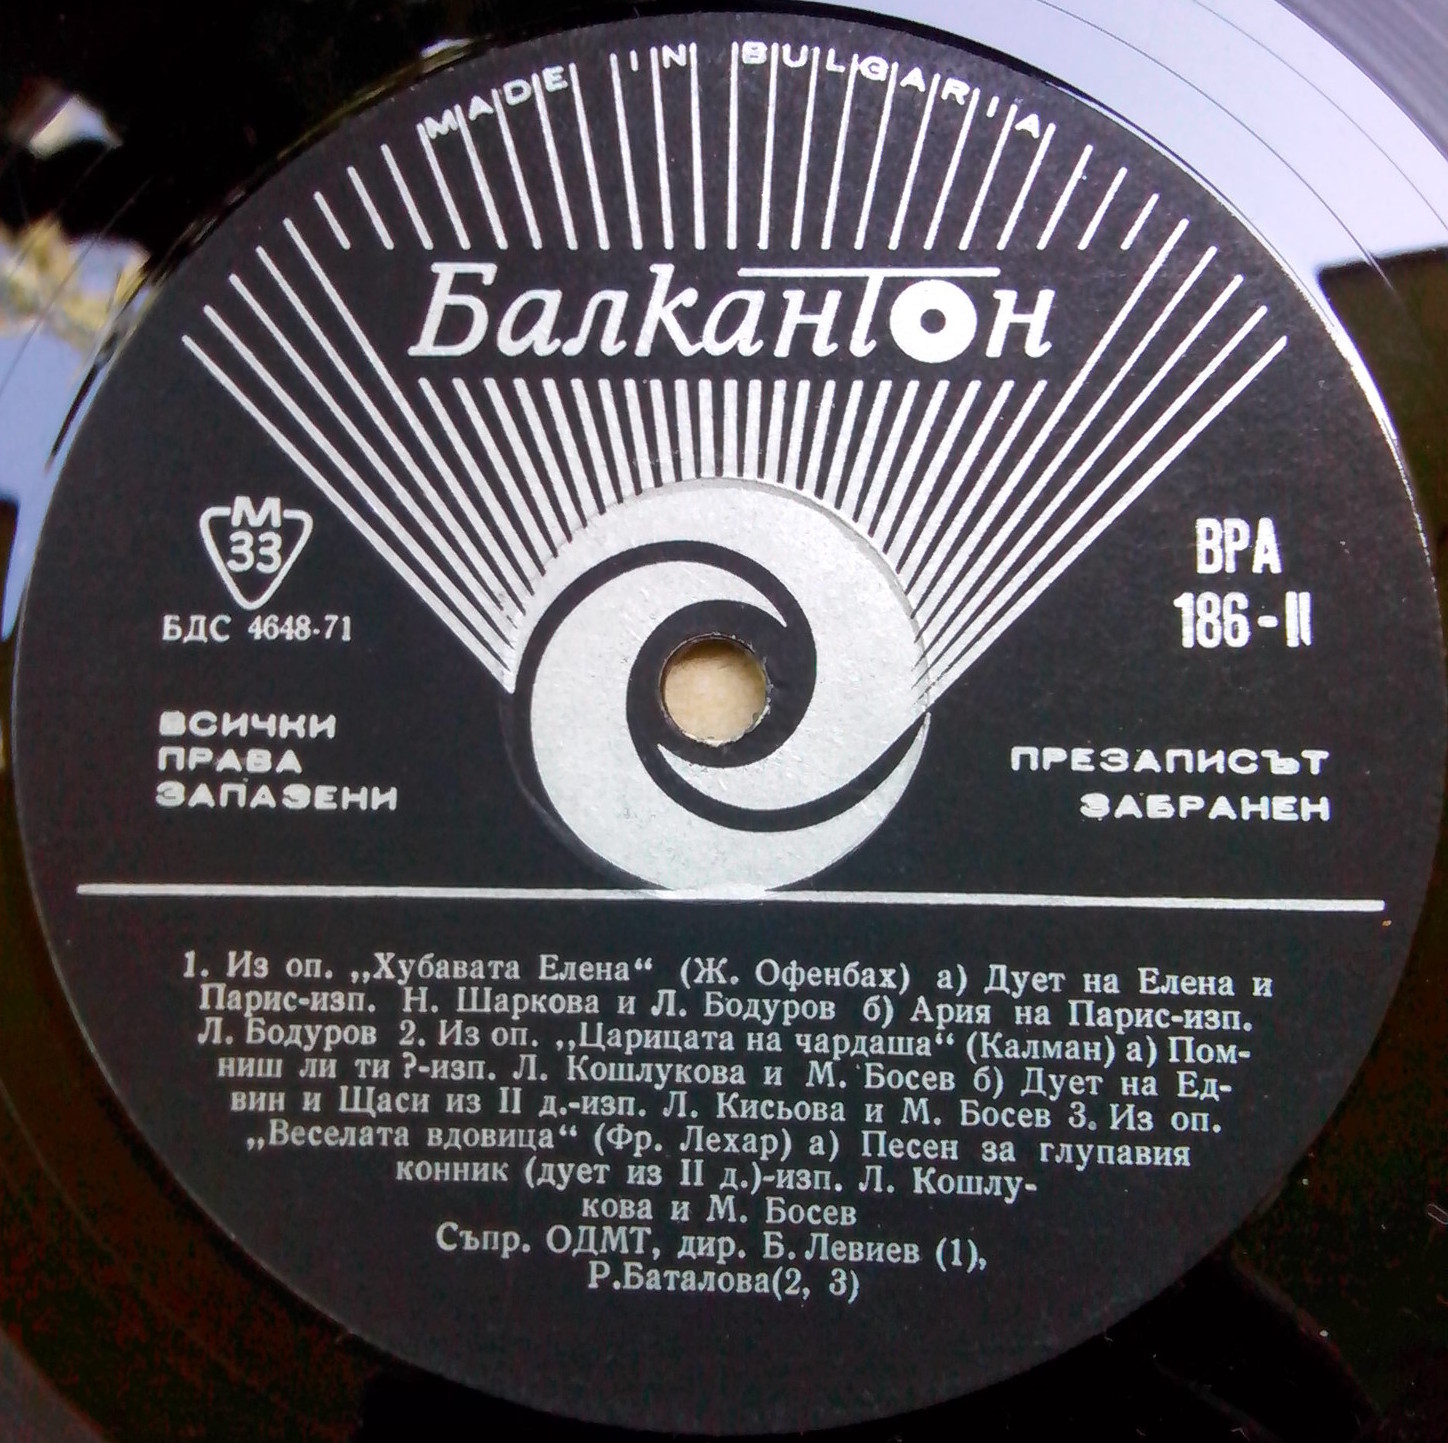 MADE IN BULGARIA
Балкантон
М
33
БДС 4648-71
ВРА
186-II
ВСИЧКИ
ПРАВА
ЗАПАЗЕНИ
ПРЕЗАПИСЪТ
ЗАБРАНЕН
1. Из оп. „Хубавата Елена“ (Ж. Офенбах) а) Дует на Елена и
Парис-изп. Н. Шаркова и Л. Бодуров б) Ария на Парис-изп.
Л. Бодуров 2. Из оп. „Царицата на чардаша“ (Калман) а) Пом-
ниш ли ти ?-изп. Л. Кошлукова и М. Босев б) Дует на Ед-
вин и Щаси из II д.-изп. Л. Кисьова и М. Босев 3. Из оп.
„Веселата вдовица“ (Фр. Лехар) а) Песен за глупавия
конник (дует из II д.)-изп. Л. Кошлу-
кова и М. Босев
Съпр. ОДМТ, дир. Б. Левиев (1),
Р.Баталова(2, 3)